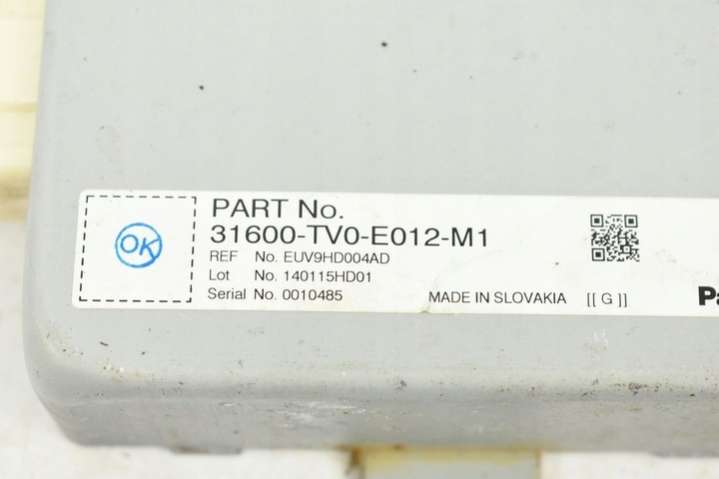 OK
PART No.
31600-TV0-E012-M1
REF No. EUV9HD004AD
Lot No. 140115HD01
Serial No. 0010485
MADE IN SLOVAKIA [[ G ]]
Pa